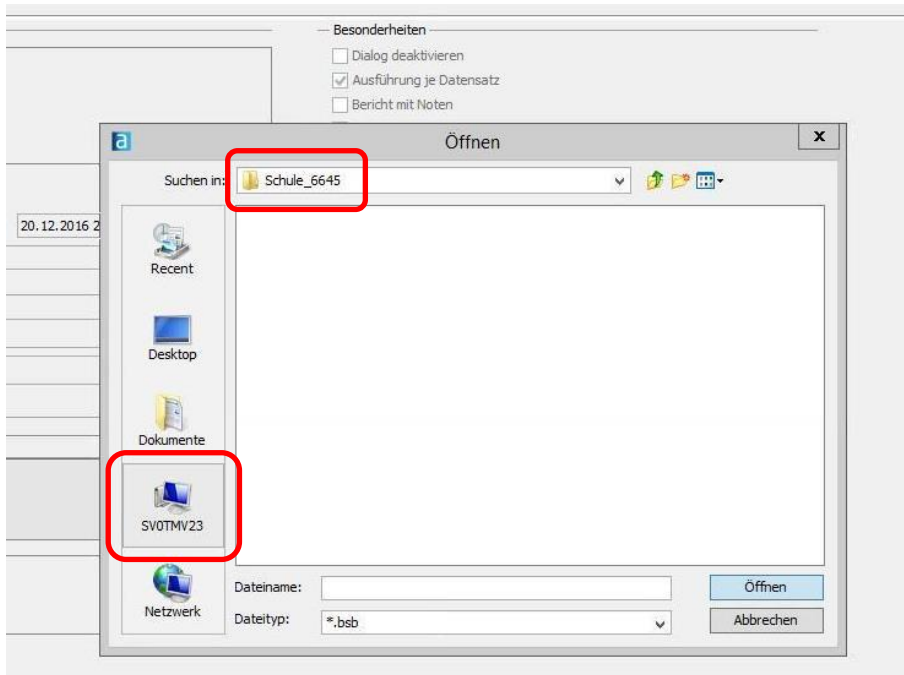 Besonderheiten
Dialog deaktivieren
Ausführung je Datensatz
Bericht mit Noten
a Öffnen x
Suchen in: Schule_6645
20.12.2016 2
Recent
Desktop
Dokumente
SV0TMV23
Netzwerk
Dateiname: Öffnen
Dateityp: *.bsb Abbrechen